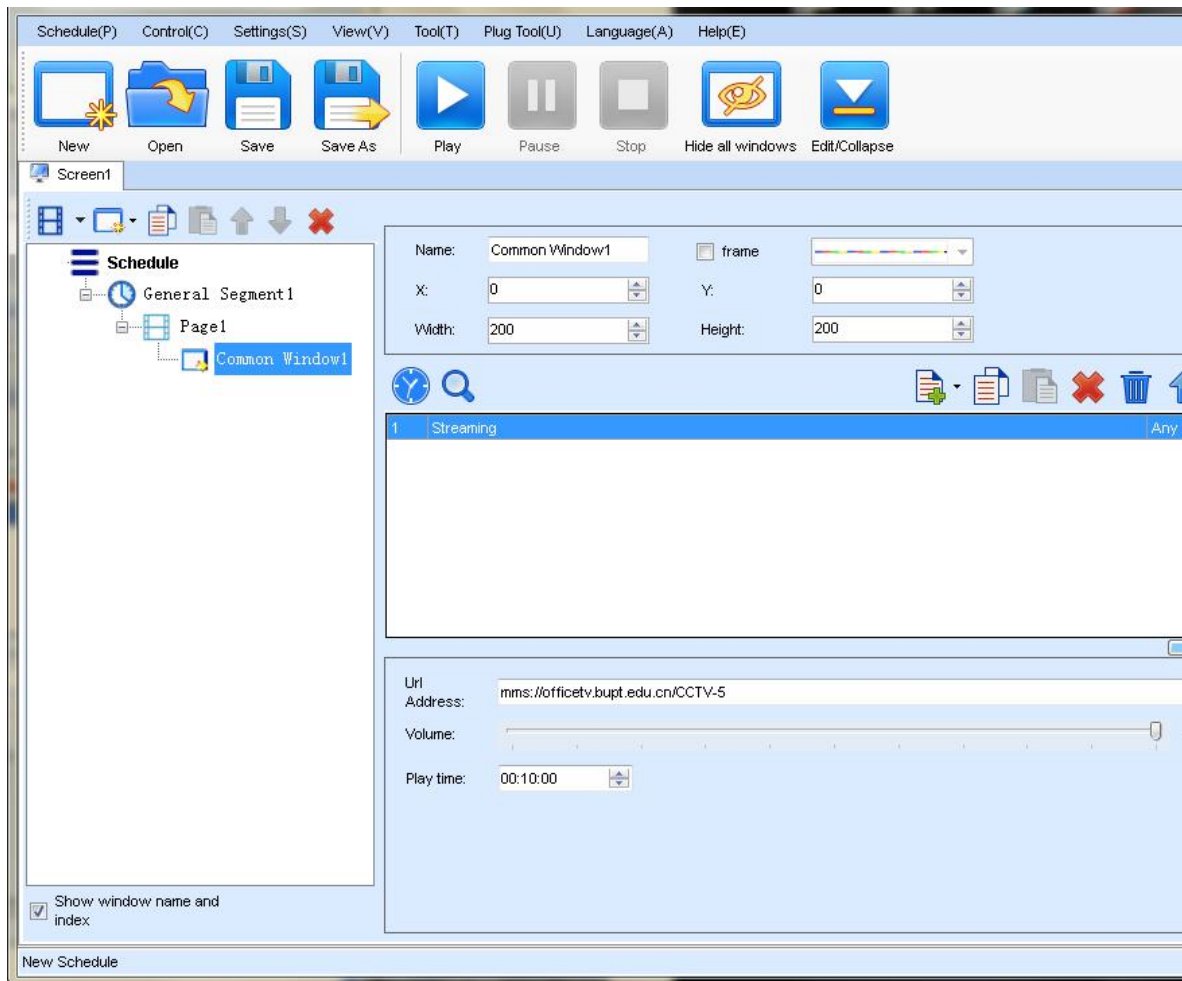 Schedule(P) Control(C) Settings(S) View(V) Tool(T) Plug Tool(U) Language(A) Help(E)
New Open Save Save As Play Pause Stop Hide all windows Edit/Collapse
Screen1
Schedule
General Segment1
Page1
Common Window1
Name: Common Window1 frame
X: 0 Y: 0
Width: 200 Height: 200
1 Streaming Any
Url
Address: mms://officetv.bupt.edu.cn/CCTV-5
Volume:
Play time: 00:10:00
Show window name and
index
New Schedule